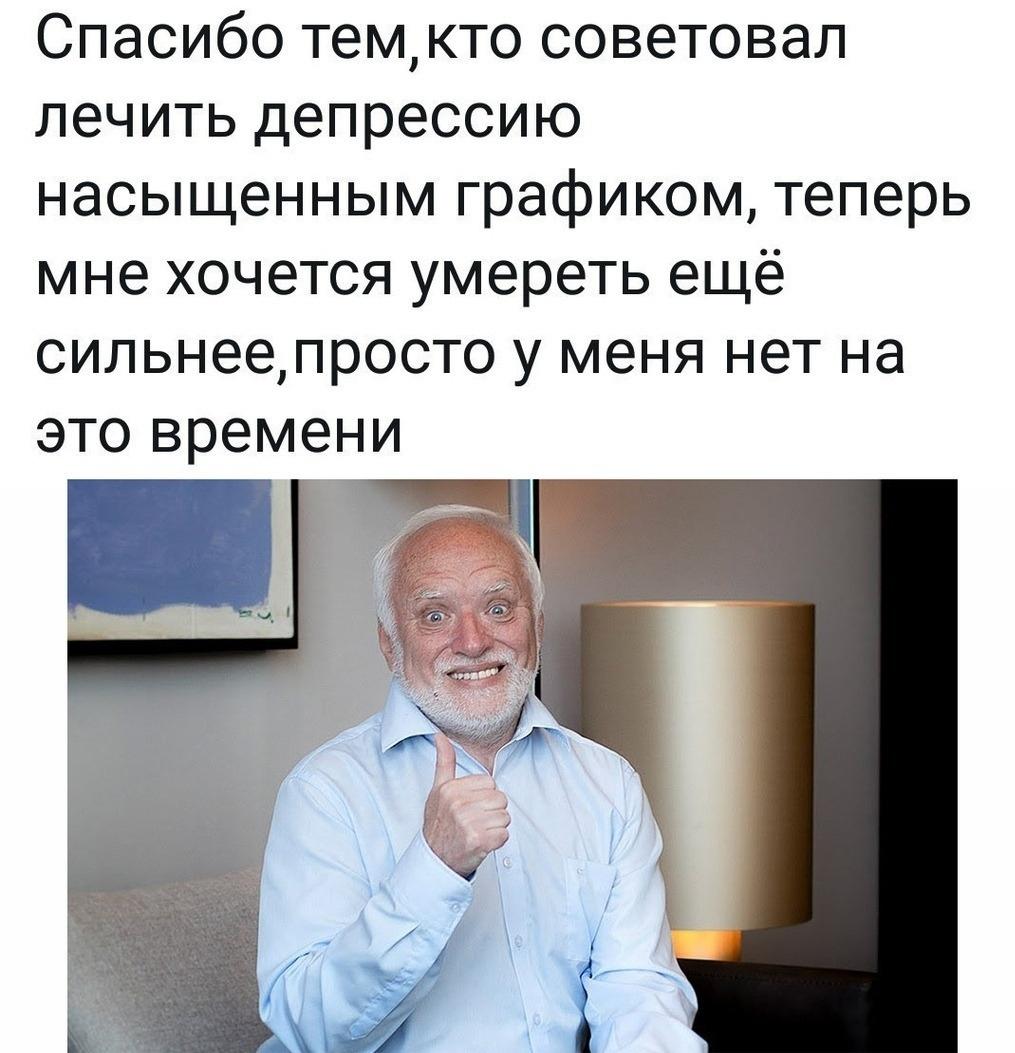 Спасибо тем,кто советовал
лечить депрессию
насыщенным графиком, теперь
мне хочется умереть ещё
сильнее,просто у меня нет на
это времени